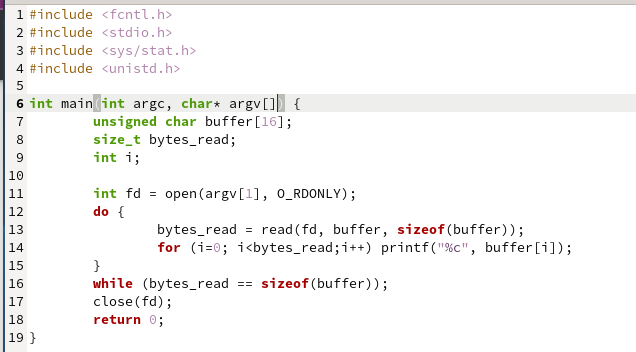 1 #include <fcntl.h>
2 #include <stdio.h>
3 #include <sys/stat.h>
4 #include <unistd.h>
5
6 int main(int argc, char* argv[]) {
7         unsigned char buffer[16];
8         size_t bytes_read;
9         int i;
10
11         int fd = open(argv[1], O_RDONLY);
12         do {
13                 bytes_read = read(fd, buffer, sizeof(buffer));
14                 for (i=0; i<bytes_read;i++) printf("%c", buffer[i]);
15         }
16         while (bytes_read == sizeof(buffer));
17         close(fd);
18         return 0;
19 }